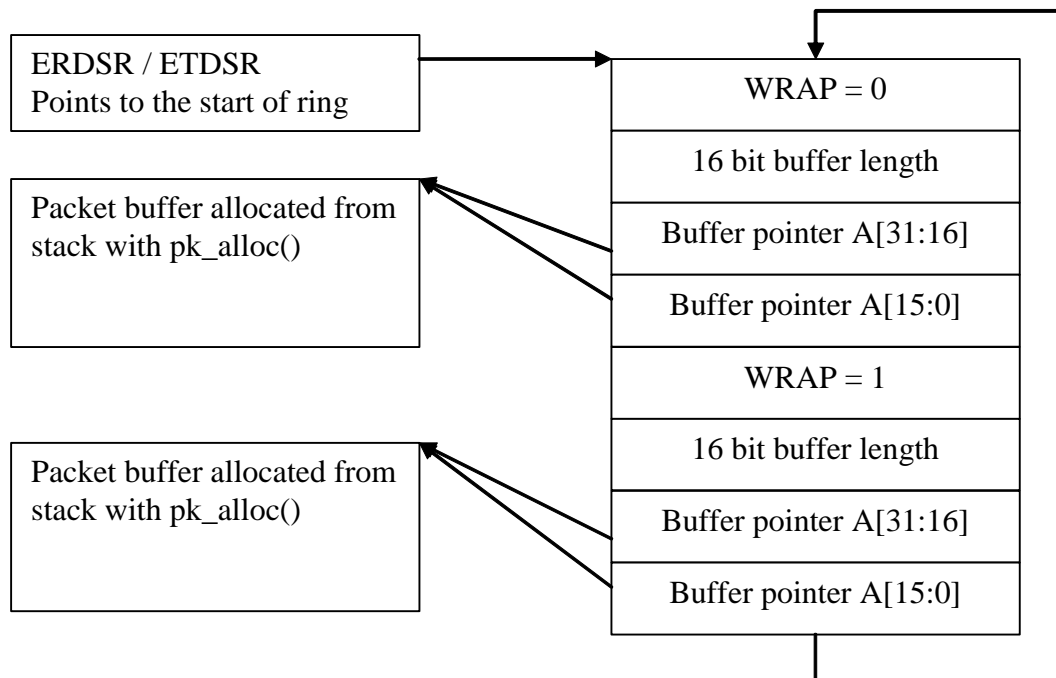 ERDSR / ETDSR
Points to the start of ring
Packet buffer allocated from
stack with pk_alloc()
Packet buffer allocated from
stack with pk_alloc()
WRAP = 0
16 bit buffer length
Buffer pointer A[31:16]
Buffer pointer A[15:0]
WRAP = 1
16 bit buffer length
Buffer pointer A[31:16]
Buffer pointer A[15:0]